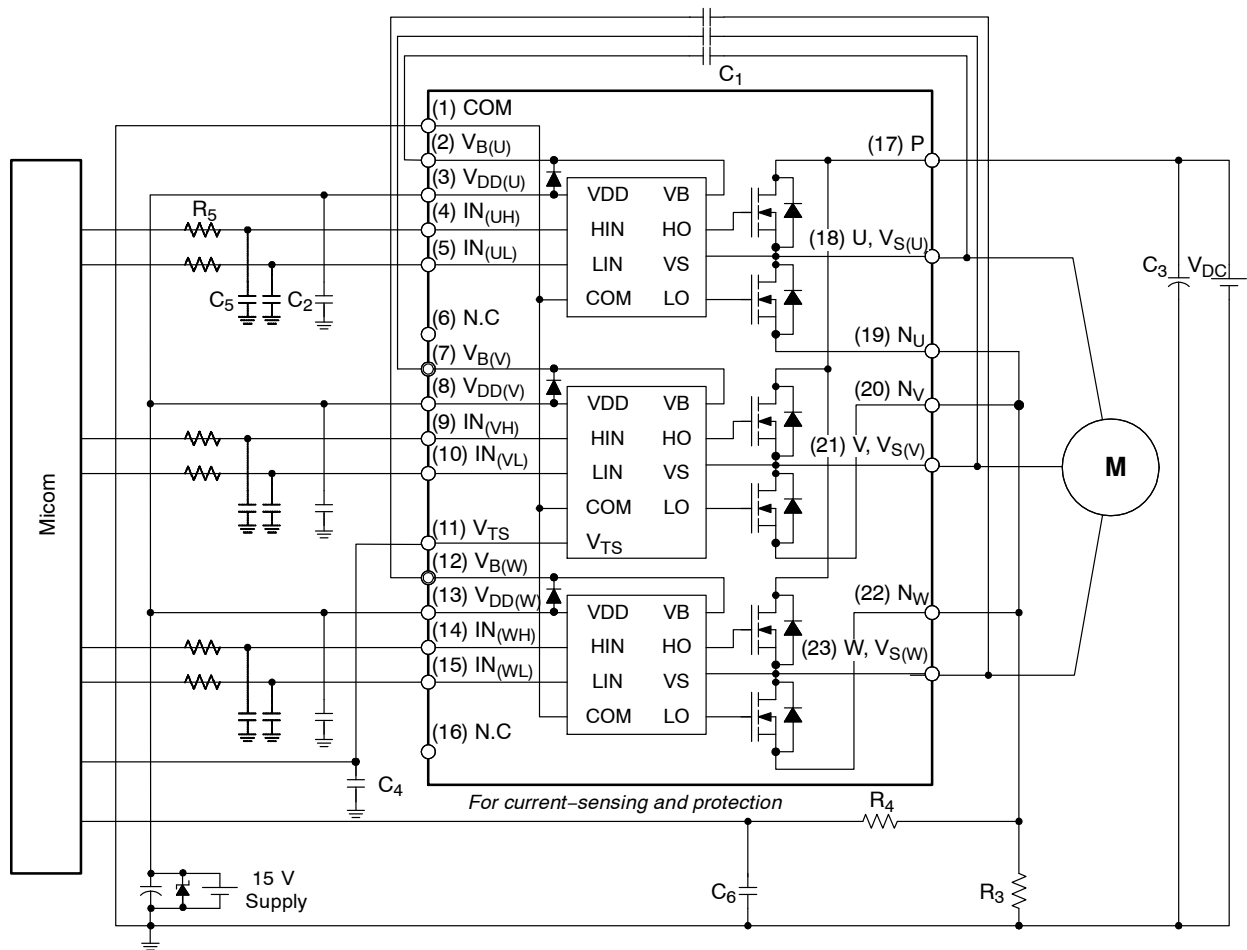 C1
(1) COM
(2) VB(U)
(3) VDD(U)
(4) IN(UH)
(5) IN(UL)
(6) N.C
(7) VB(V)
(8) VDD(V)
(9) IN(VH)
(10) IN(VL)
(11) VTS
(12) VB(W)
(13) VDD(W)
(14) IN(WH)
(15) IN(WL)
(16) N.C
Micom
R5
C5
C2
C4
VDD VB
HIN HO
LIN VS
COM LO
VDD VB
HIN HO
LIN VS
COM LO
VTS
VDD VB
HIN HO
LIN VS
COM LO
(17) P
(18) U, VS(U)
(19) NU
(20) NV
(21) V, VS(V)
(22) NW
(23) W, VS(W)
C3
VDC
M
For current−sensing and protection
R4
15 V
Supply
C6
R3